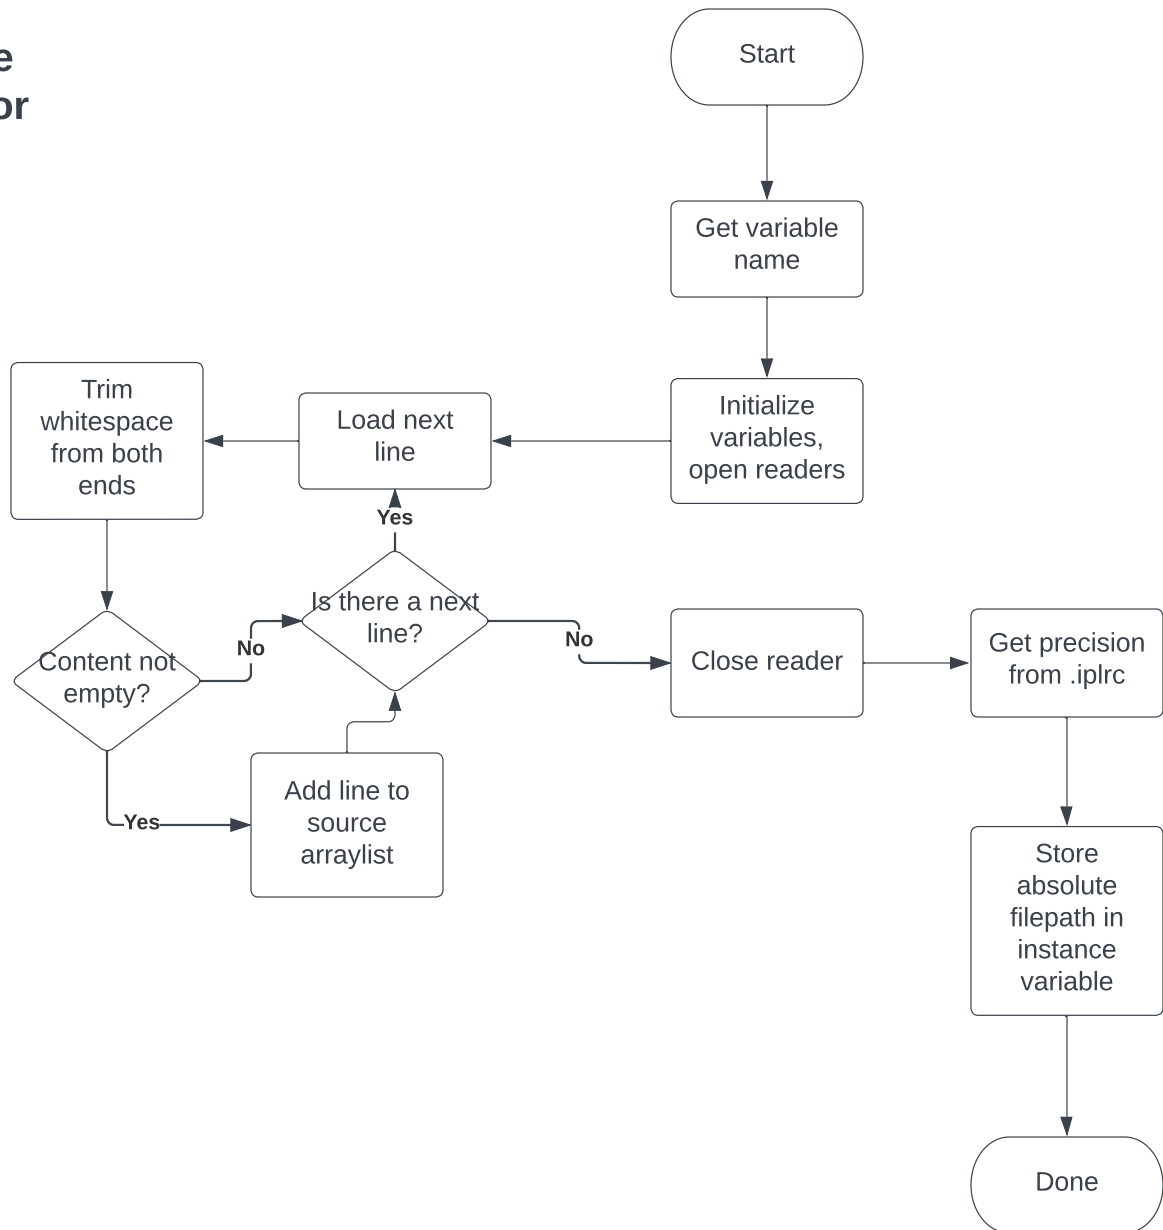 e
or
Start
Get variable
name
Initialize
variables,
open readers
Load next
line
Trim
whitespace
from both
ends
Yes
Is there a next
line?
No
Content not
empty?
No
Yes
Add line to
source
arraylist
Close reader
Get precision
from .iplrc
Store
absolute
filepath in
instance
variable
Done